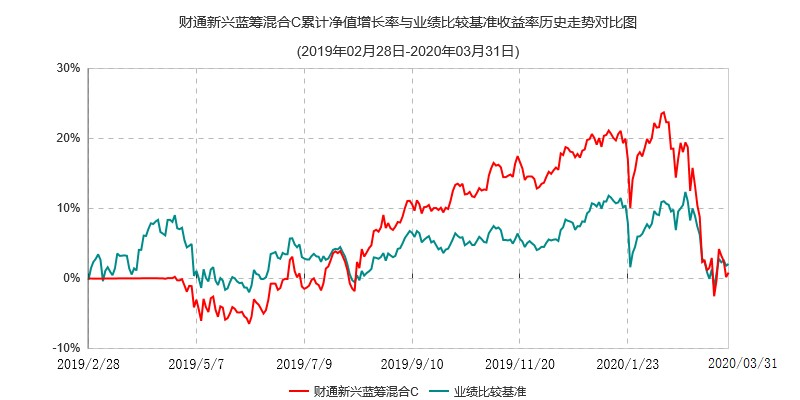 财通新兴蓝筹混合C累计净值增长率与业绩比较基准收益率历史走势对比图
(2019年02月28日-2020年03月31日)
30%
20%
10%
0%
-10%
2019/2/28 2019/5/7 2019/7/9 2019/9/10 2019/11/20 2020/1/23 2020/03/31
财通新兴蓝筹混合C 业绩比较基准